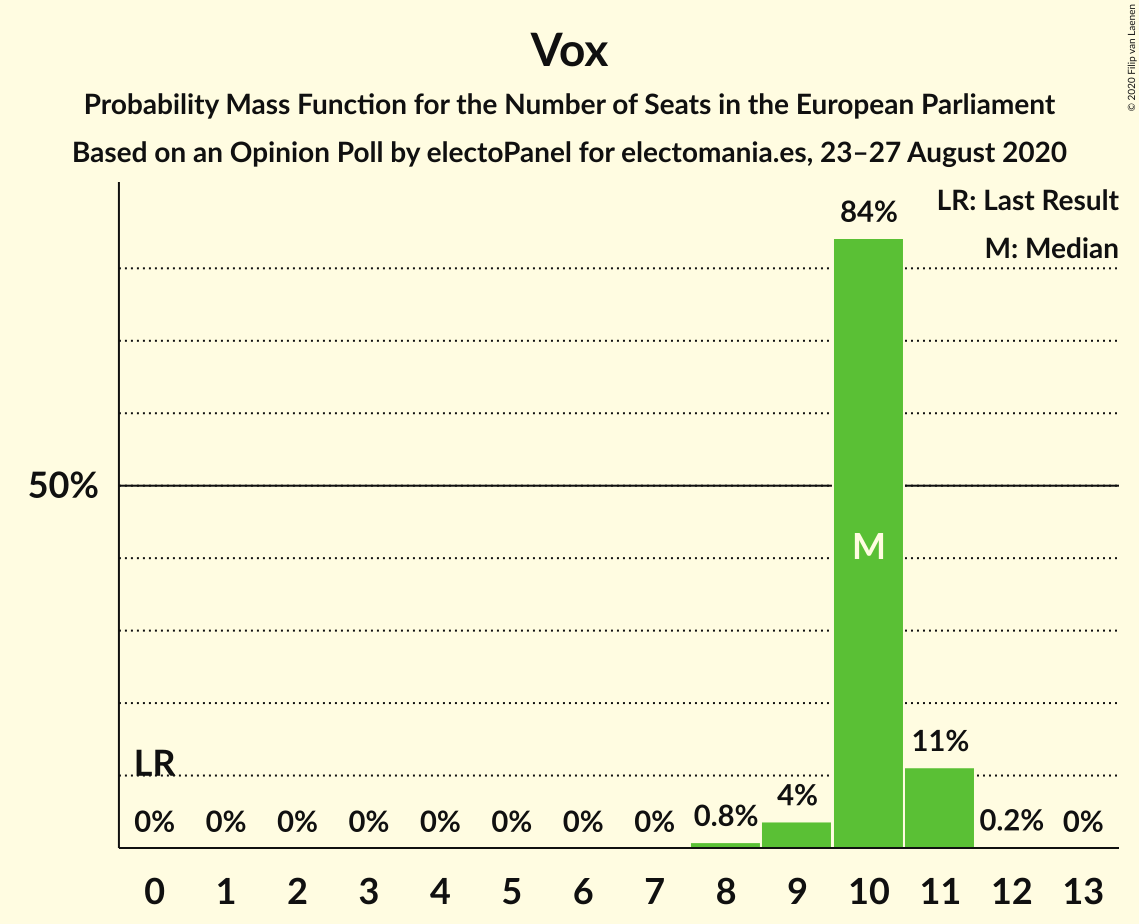 Vox
Probability Mass Function for the Number of Seats in the European Parliament
Based on an Opinion Poll by electoPanel for electomania.es, 23–27 August 2020
© 2020 Filip van Laenen
LR: Last Result
M: Median
84%
50%
M
LR
11%
4%
0% 0% 0% 0% 0% 0% 0% 0% 0.8% 0.2% 0%
0 1 2 3 4 5 6 7 8 9 10 11 12 13